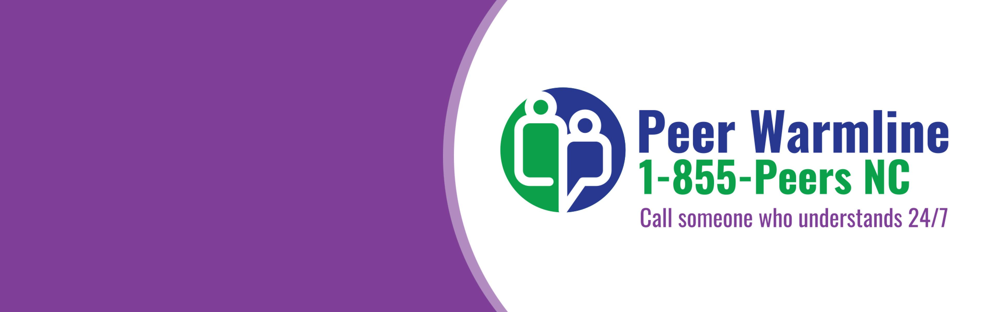 Peer Warmline
1-855-Peers NC
Call someone who understands 24/7